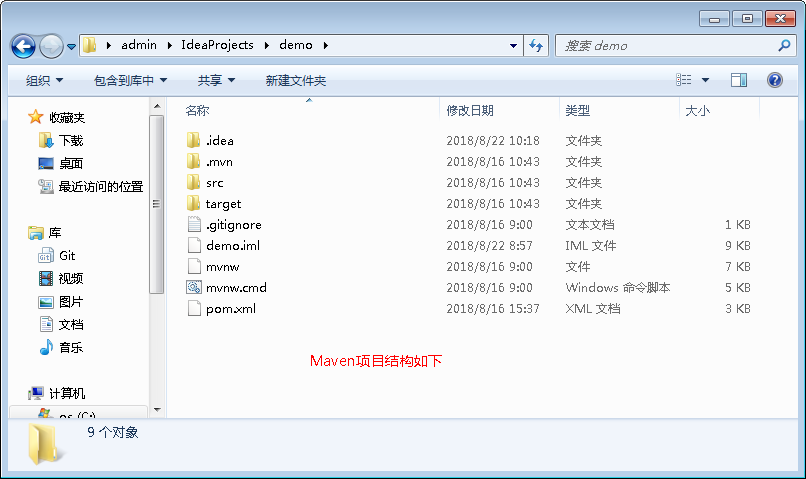 admin IdeaProjects demo
搜索 demo
组织 包含到库中 共享 新建文件夹
名称 修改日期 类型 大小
收藏夹
下载
桌面
最近访问的位置
库
Git
视频
图片
文档
音乐
计算机
os (C:)
.idea 2018/8/22 10:18 文件夹
.mvn 2018/8/16 10:43 文件夹
src 2018/8/16 10:43 文件夹
target 2018/8/16 10:43 文件夹
.gitignore 2018/8/16 9:00 文本文档 1 KB
demo.iml 2018/8/22 8:57 IML 文件 9 KB
mvnw 2018/8/16 9:00 文件 7 KB
mvnw.cmd 2018/8/16 9:00 Windows 命令脚本 5 KB
pom.xml 2018/8/16 15:37 XML 文档 3 KB
Maven项目结构如下
9 个对象